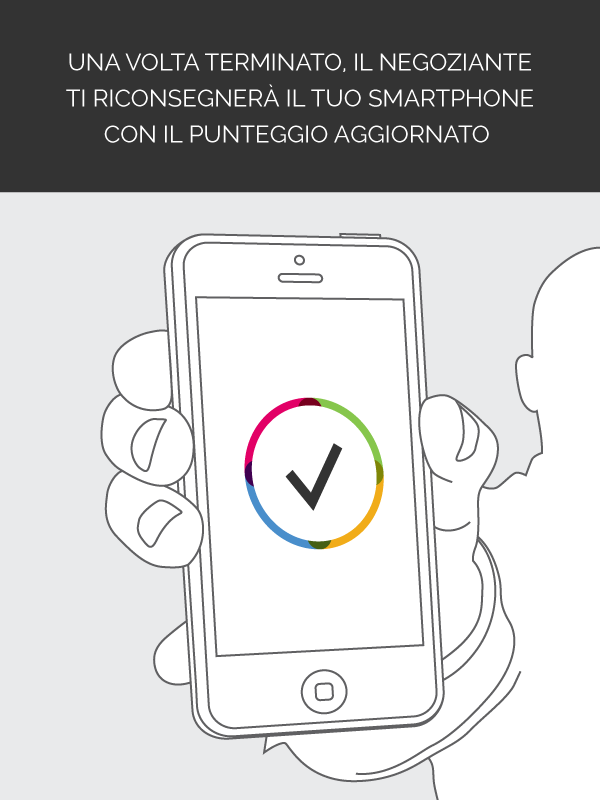 UNA VOLTA TERMINATO, IL NEGOZIANTE
TI RICONSEGNERÀ IL TUO SMARTPHONE
CON IL PUNTEGGIO AGGIORNATO